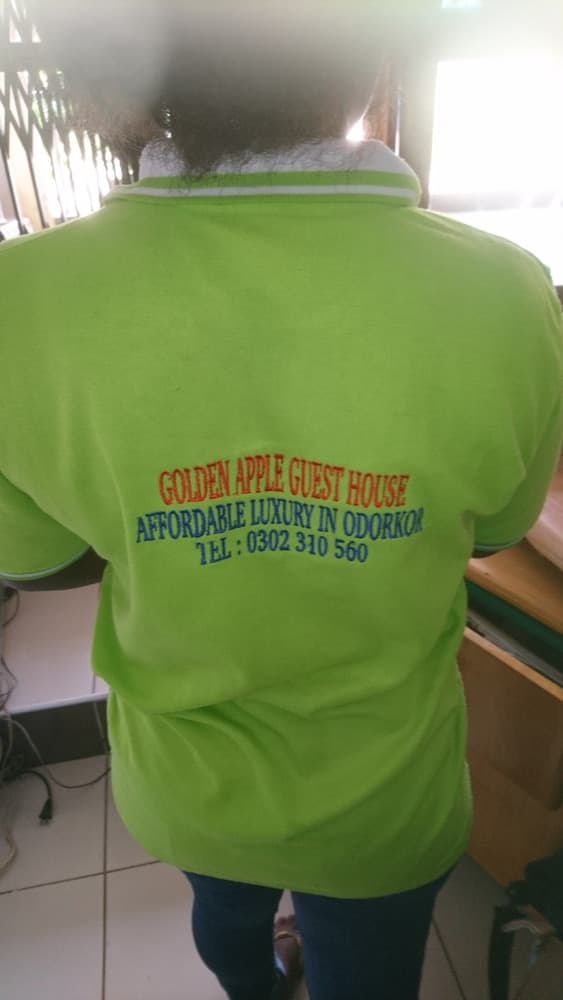 GOLDEN APPLE GUEST HOUSE
AFFORDABLE LUXURY IN ODORKOR
TEL : 0302 310 560